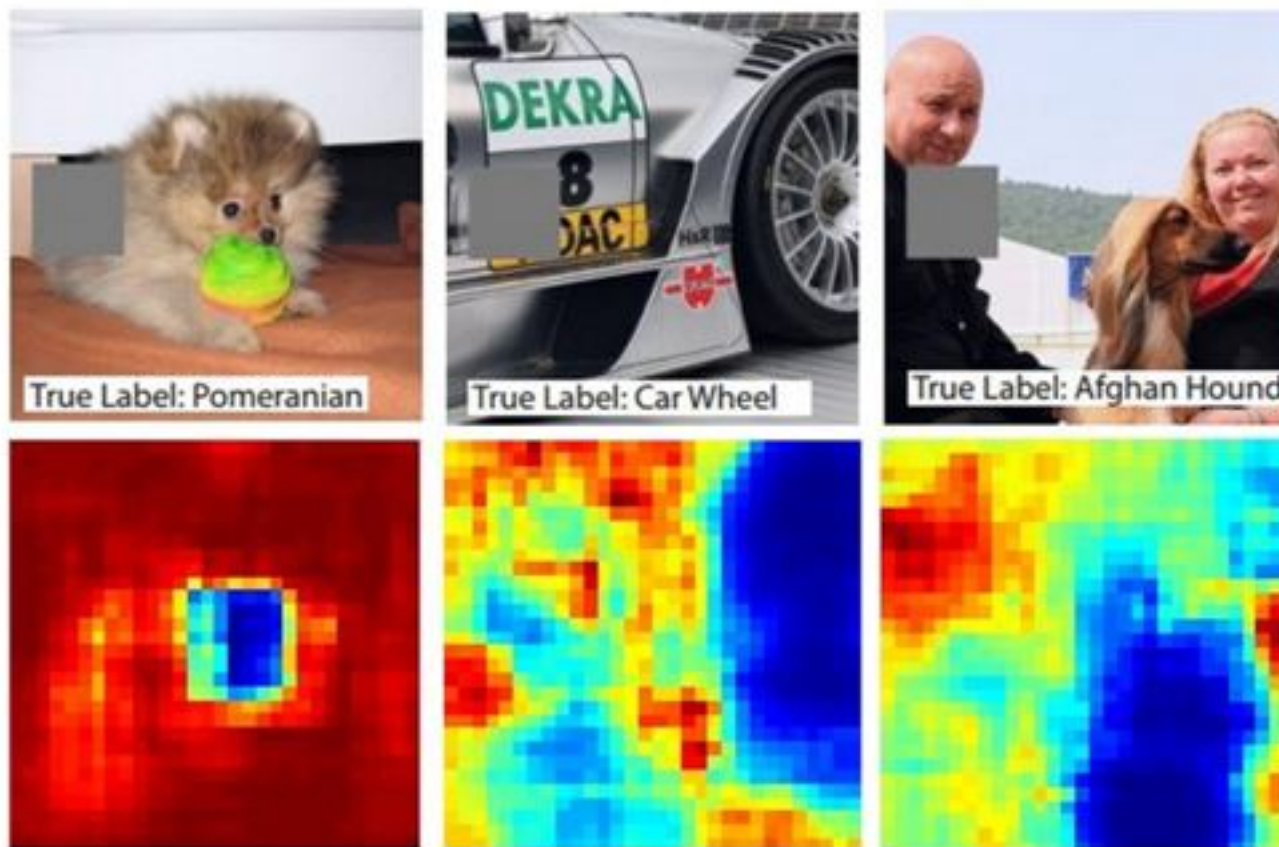 DEKRA
8
DAC
H&R
True Label: Pomeranian
True Label: Car Wheel
True Label: Afghan Hound